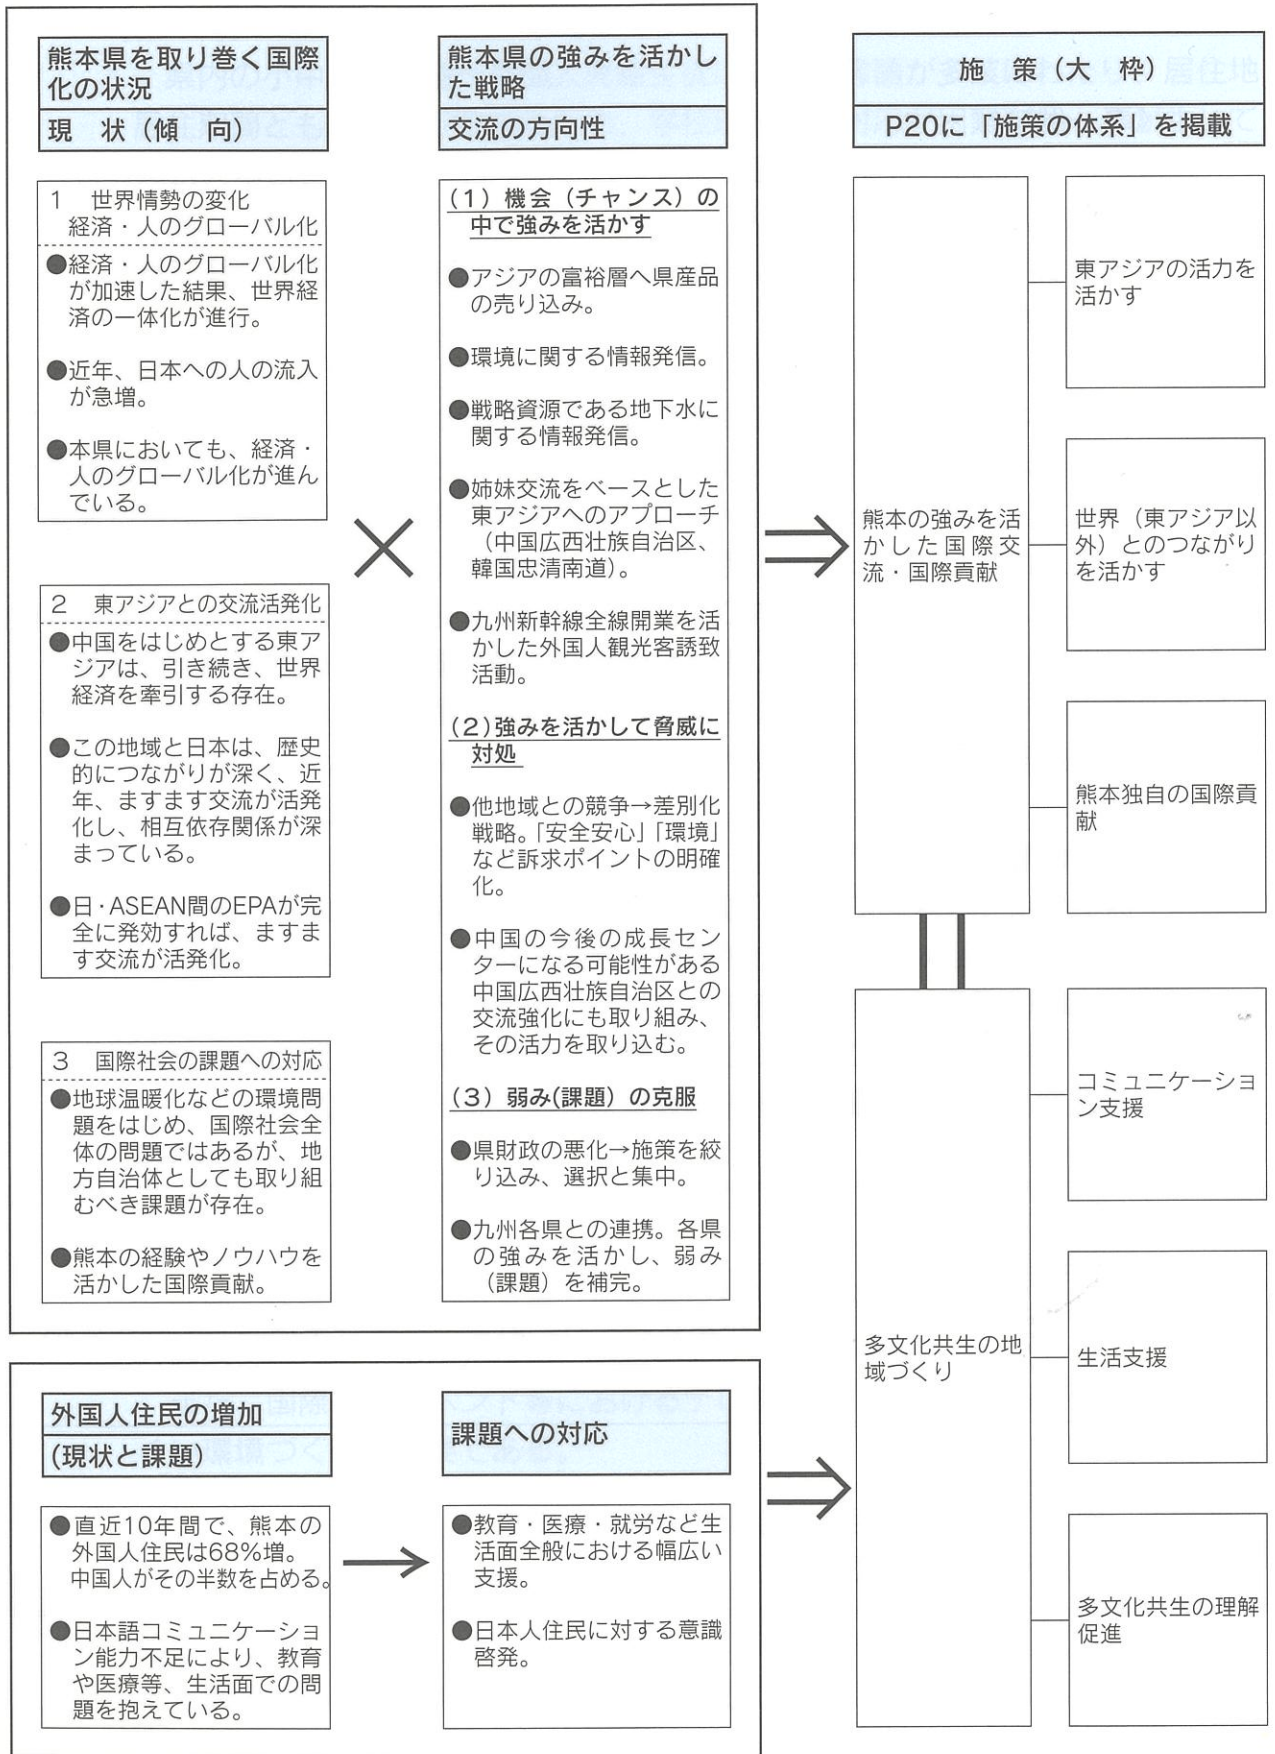 熊本県を取り巻く国際
化の状況
現　状（傾　向）
1　世界情勢の変化
経済・人のグローバル化
●経済・人のグローバル化
が加速した結果、世界経
済の一体化が進行。
●近年、日本への人の流入
が急増。
●本県においても、経済・
人のグローバル化が進ん
でいる。
2　東アジアとの交流活発化
●中国をはじめとする東ア
ジアは、引き続き、世界
経済を牽引する存在。
●この地域と日本は、歴史
的につながりが深く、近
年、ますます交流が活発
化し、相互依存関係が深
まっている。
●日・ASEAN間のEPAが完
全に発効すれば、ますま
す交流が活発化。
3　国際社会の課題への対応
●地球温暖化などの環境問
題をはじめ、国際社会全
体の問題ではあるが、地
方自治体としても取り組
むべき課題が存在。
●熊本の経験やノウハウを
活かした国際貢献。
熊本県の強みを活かし
た戦略
交流の方向性
（1）機会（チャンス）の
中で強みを活かす
●アジアの富裕層へ県産品
の売り込み。
●環境に関する情報発信。
●戦略資源である地下水に
関する情報発信。
●姉妹交流をベースとした
東アジアへのアプローチ
（中国広西壮族自治区、
韓国忠清南道）。
●九州新幹線全線開業を活
かした外国人観光客誘致
活動。
（2）強みを活かして脅威に
対処
●他地域との競争→差別化
戦略。「安全安心」「環境」
など訴求ポイントの明確
化。
●中国の今後の成長セン
ターになる可能性がある
中国広西壮族自治区との
交流強化にも取り組み、
その活力を取り込む。
（3）弱み(課題）の克服
●県財政の悪化→施策を絞
り込み、選択と集中。
●九州各県との連携。各県
の強みを活かし、弱み
（課題）を補完。
×
施　策（大　枠）
P20に「施策の体系」を掲載
熊本の強みを活
かした国際交
流・国際貢献
東アジアの活力を
活かす
世界（東アジア以
外）とのつながり
を活かす
熊本独自の国際貢
献
外国人住民の増加
(現状と課題）
●直近10年間で、熊本の
外国人住民は68%増。
中国人がその半数を占める。
●日本語コミュニケーショ
ン能力不足により、教育
や医療等、生活面での問
題を抱えている。
課題への対応
●教育・医療・就労など生
活面全般における幅広い
支援。
●日本人住民に対する意識
啓発。
多文化共生の地
域づくり
コミュニケーショ
ン支援
生活支援
多文化共生の理解
促進